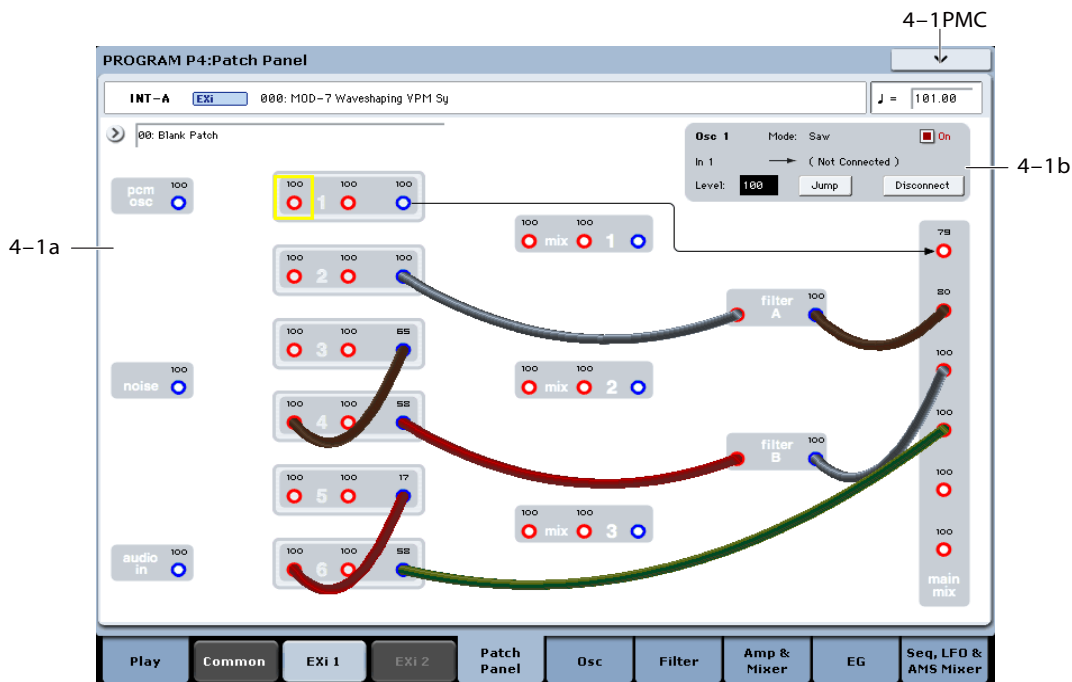 4–1PMC
PROGRAM P4:Patch Panel
INT–A EXi 000: MOD–7 Waveshaping VPM Sy ♩ = 101.00
00: Blank Patch
Osc 1 Mode: Saw On
In 1 → ( Not Connected )
Level: 100 Jump Disconnect
4–1b
4–1a
pcm osc 100
100 100 100
1
100 100
mix 1
79
100 100 100
2
filter A 100
80
100 100 65
3
100
noise 100
100 100
mix 2
100 100 58
4
100
filter B 100
100 100 17
5
100
100 100
mix 3
audio in 100
100 100 58
6
100
main mix
Play Common EXi 1 EXi 2 Patch Panel Osc Filter Amp & Mixer EG Seq, LFO & AMS Mixer